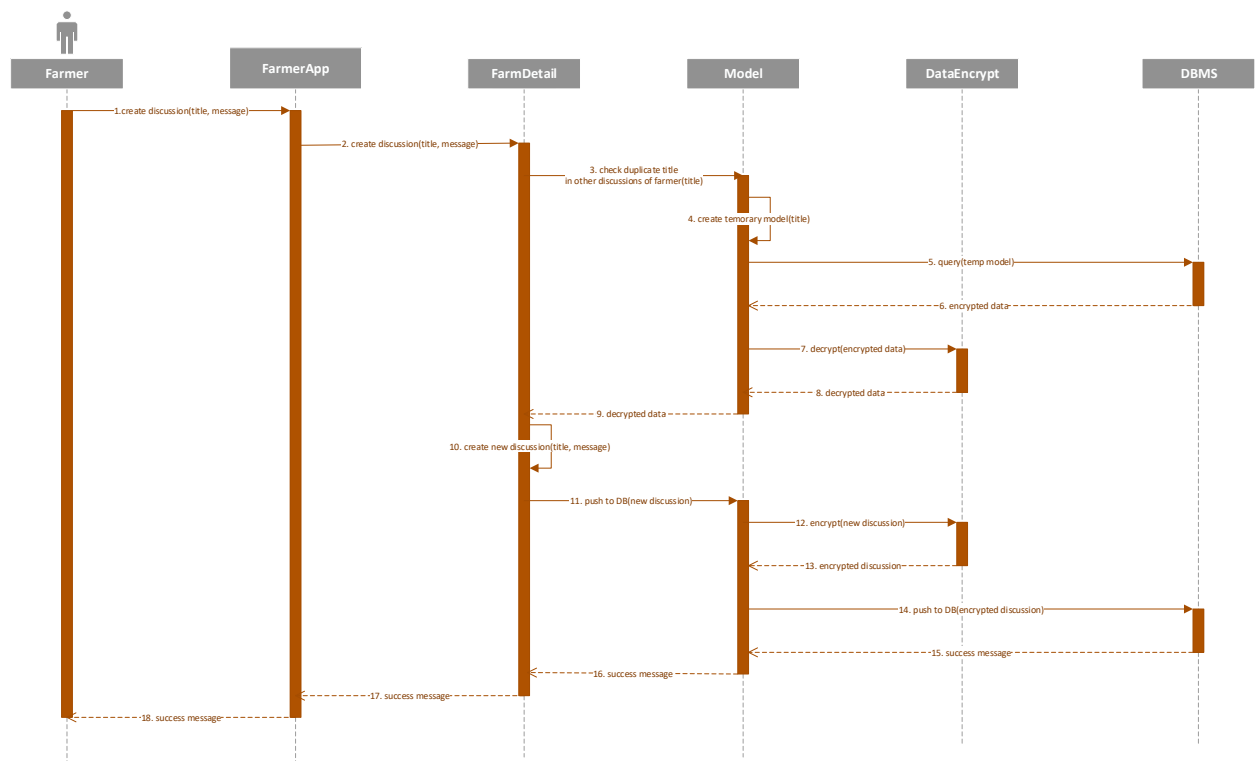 Farmer
FarmerApp
FarmDetail
Model
DataEncrypt
DBMS
1.create discussion(title, message)
2. create discussion(title, message)
3. check duplicate title
in other discussions of farmer(title)
4. create temorary model(title)
5. query(temp model)
6. encrypted data
7. decrypt(encrypted data)
8. decrypted data
9. decrypted data
10. create new discussion(title, message)
11. push to DB(new discussion)
12. encrypt(new discussion)
13. encrypted discussion
14. push to DB(encrypted discussion)
15. success message
16. success message
17. success message
18. success message